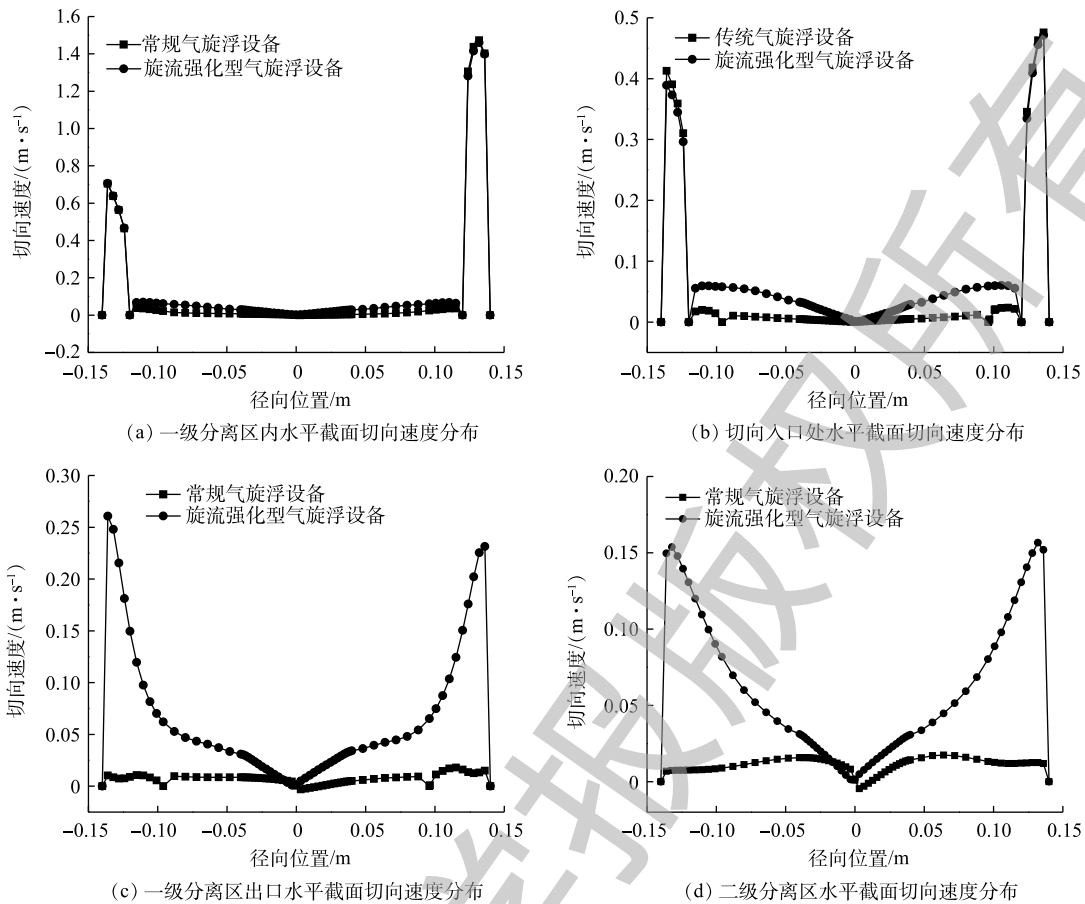 1.6
1.4
1.2
1.0
0.8
0.6
0.4
0.2
0
−0.2
切向速度/(m·s⁻¹)
常规气旋浮设备
旋流强化型气旋浮设备
−0.15 −0.10 −0.05 0 0.05 0.10 0.15
径向位置/m
(a) 一级分离区内水平截面切向速度分布
0.5
0.4
0.3
0.2
0.1
0
切向速度/(m·s⁻¹)
传统气旋浮设备
旋流强化型气旋浮设备
−0.15 −0.10 −0.05 0 0.05 0.10 0.15
径向位置/m
(b) 切向入口处水平截面切向速度分布
0.30
0.25
0.20
0.15
0.10
0.05
0
切向速度/(m·s⁻¹)
常规气旋浮设备
旋流强化型气旋浮设备
−0.15 −0.10 −0.05 0 0.05 0.10 0.15
径向位置/m
(c) 一级分离区出口水平截面切向速度分布
0.20
0.15
0.10
0.05
0
切向速度/(m·s⁻¹)
常规气旋浮设备
旋流强化型气旋浮设备
−0.15 −0.10 −0.05 0 0.05 0.10 0.15
径向位置/m
(d) 二级分离区水平截面切向速度分布
学报版权所有